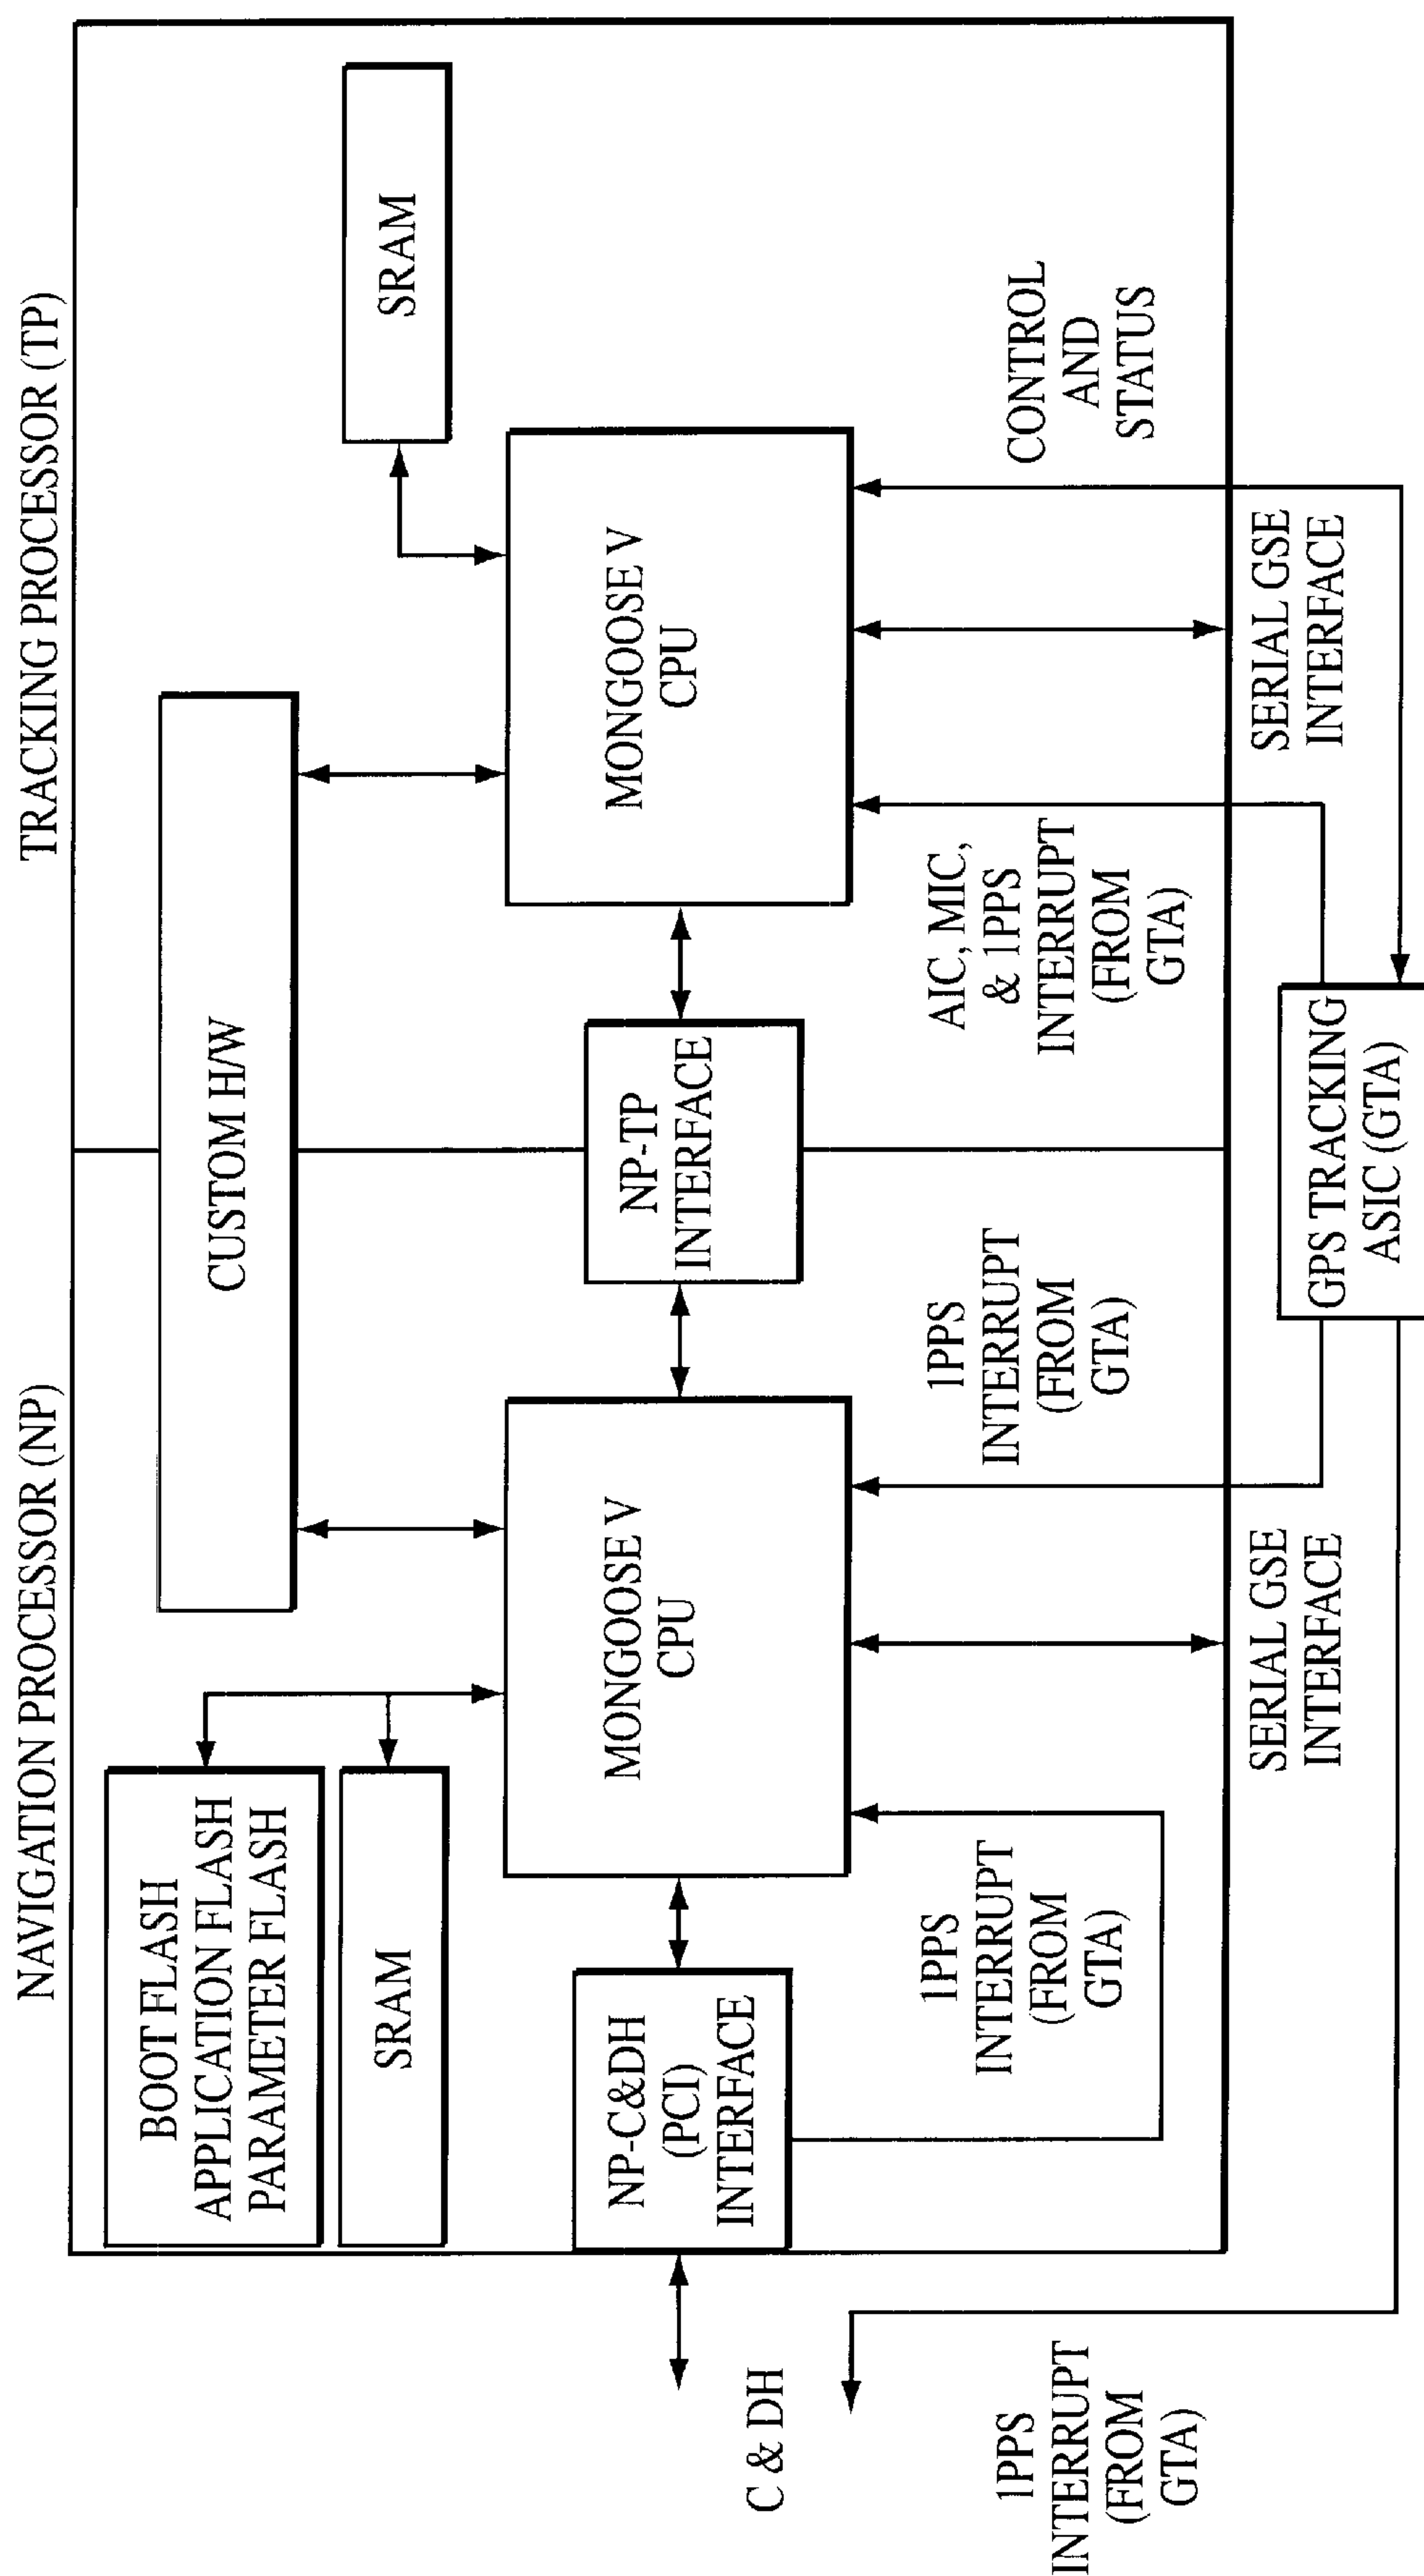 NAVIGATION PROCESSOR (NP)
TRACKING PROCESSOR (TP)
BOOT FLASH
APPLICATION FLASH
PARAMETER FLASH
SRAM
CUSTOM H/W
SRAM
NP-C&DH
(PCI)
INTERFACE
MONGOOSE V
CPU
NP-TP
INTERFACE
MONGOOSE V
CPU
C & DH
1PPS
INTERRUPT
(FROM
GTA)
1PPS
INTERRUPT
(FROM
GTA)
1PPS
INTERRUPT
(FROM
GTA)
AIC, MIC,
& 1PPS
INTERRUPT
(FROM
GTA)
CONTROL
AND
STATUS
SERIAL GSE
INTERFACE
GPS TRACKING
ASIC (GTA)
SERIAL GSE
INTERFACE